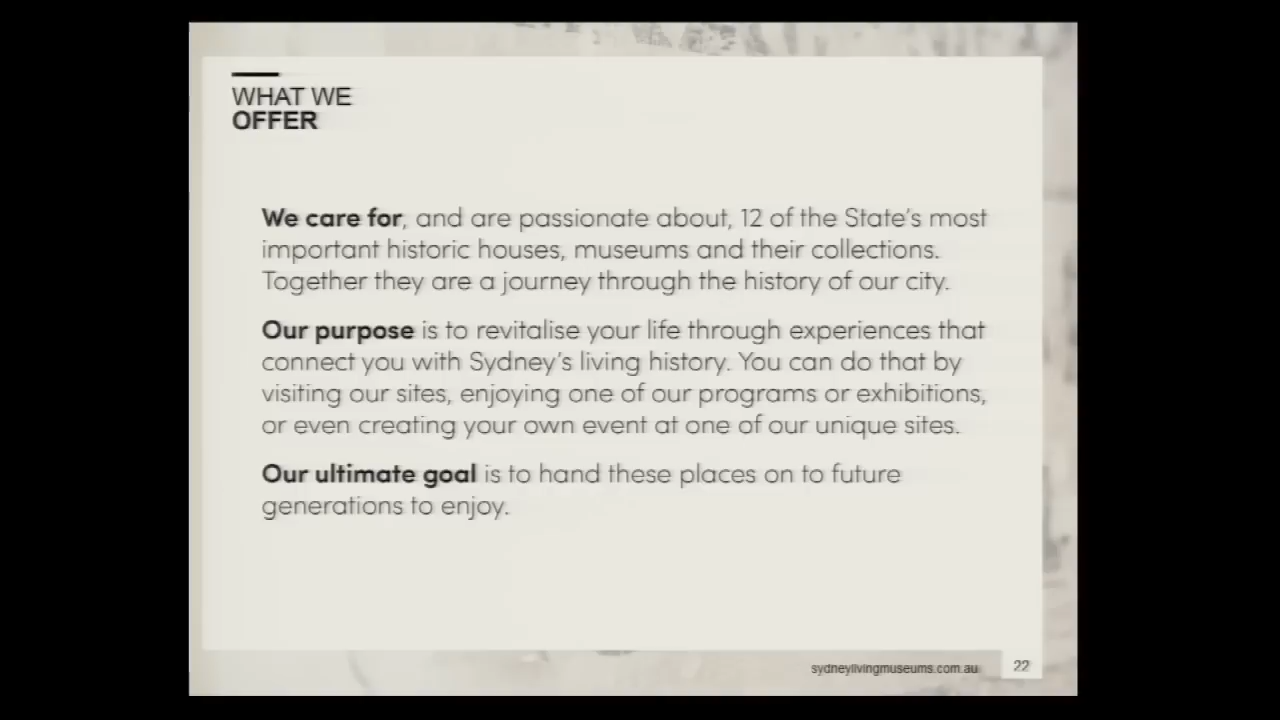 WHAT WE
OFFER
We care for, and are passionate about, 12 of the State's most
important historic houses, museums and their collections.
Together they are a journey through the history of our city.
Our purpose is to revitalise your life through experiences that
connect you with Sydney's living history. You can do that by
visiting our sites, enjoying one of our programs or exhibitions,
or even creating your own event at one of our unique sites.
Our ultimate goal is to hand these places on to future
generations to enjoy.
sydneylivingmuseums.com.au
22